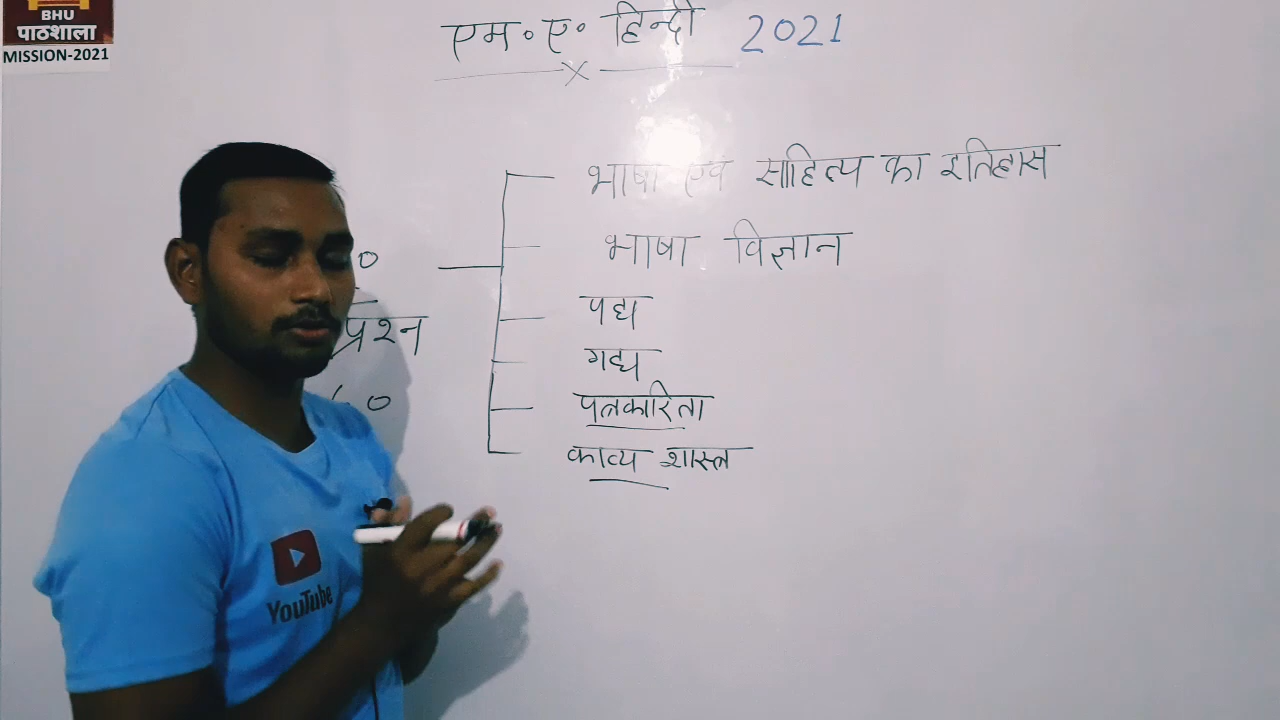 BHU
पाठशाला
MISSION-2021
एम॰ए॰ हिन्दी 2021
भाषा एवं साहित्य का इतिहास
भाषा विज्ञान
पद्य
प्रश्न
गद्य
पत्रकारिता
काव्य शास्त्र
YouTube